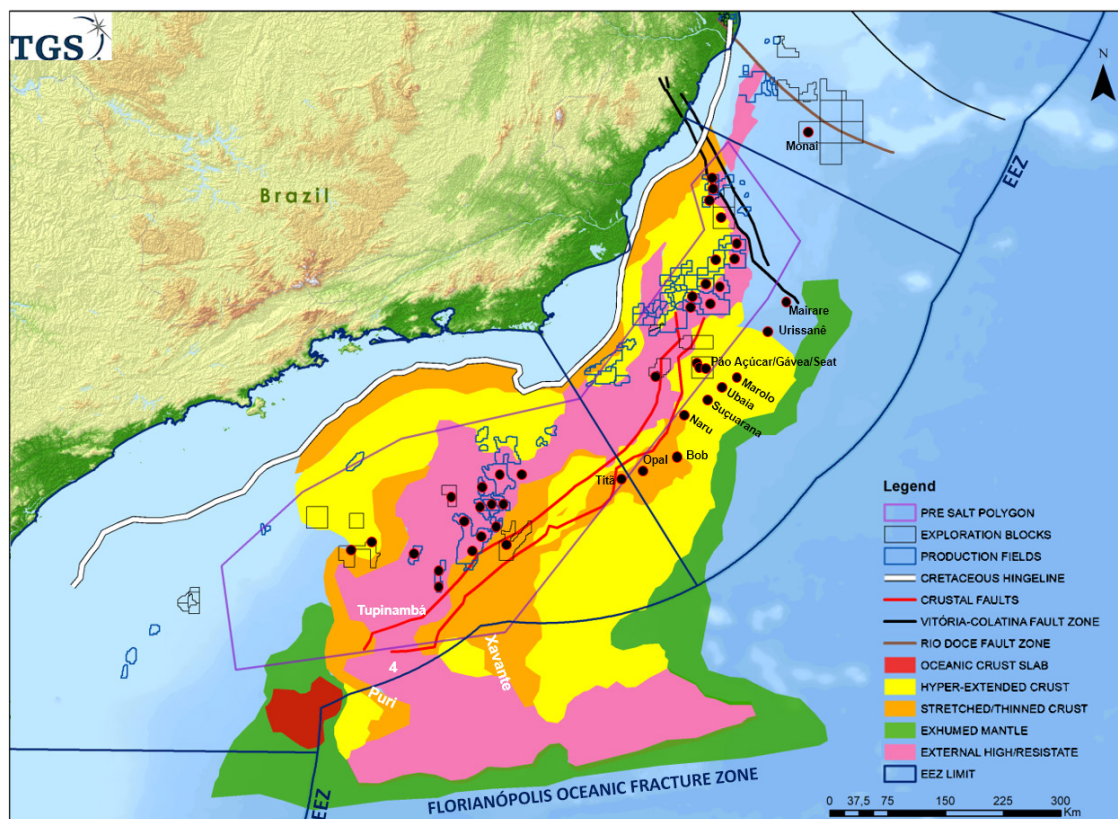 TGS
N
Monai
EEZ
Brazil
Mairare
Urissanê
Pão Açúcar/Gávea/Seat
Marolo
Ubaia
Suçuarana
Naru
Bob
Opal
Titã
Tupinambá
4
Xavante
Puri
EEZ
FLORIANÓPOLIS OCEANIC FRACTURE ZONE
Legend
PRE SALT POLYGON
EXPLORATION BLOCKS
PRODUCTION FIELDS
CRETACEOUS HINGELINE
CRUSTAL FAULTS
VITÓRIA-COLATINA FAULT ZONE
RIO DOCE FAULT ZONE
OCEANIC CRUST SLAB
HYPER-EXTENDED CRUST
STRETCHED/THINNED CRUST
EXHUMED MANTLE
EXTERNAL HIGH/RESISTATE
EEZ LIMIT
0 37,5 75 150 225 300
Km